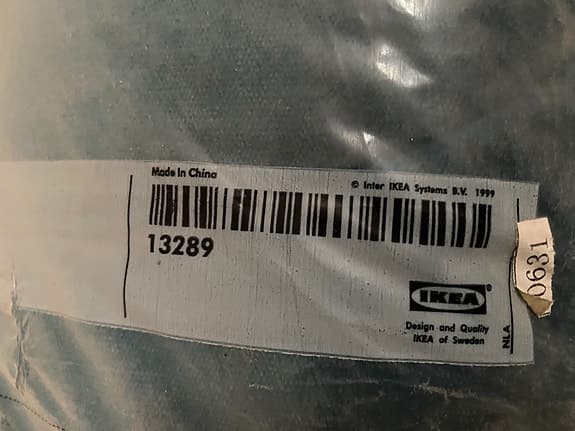 Made In China
© Inter IKEA Systems B.V. 1999
13289
IKEA®
Design and Quality
IKEA of Sweden
NLA
0631